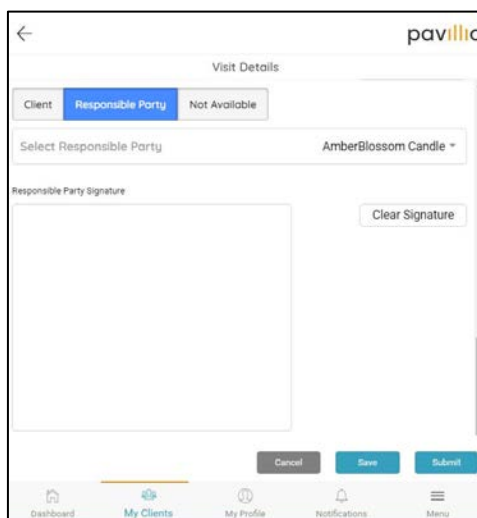 pavillio
Visit Details
Client Responsible Party Not Available
Select Responsible Party AmberBlossom Candle
Responsible Party Signature
Clear Signature
Cancel Save Submit
Dashboard My Clients My Profile Notifications Menu